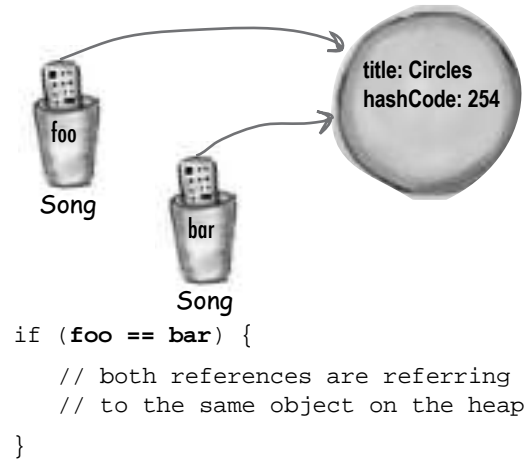 title: Circles
hashCode: 254
foo
Song
bar
Song
if (foo == bar) {
// both references are referring
// to the same object on the heap
}